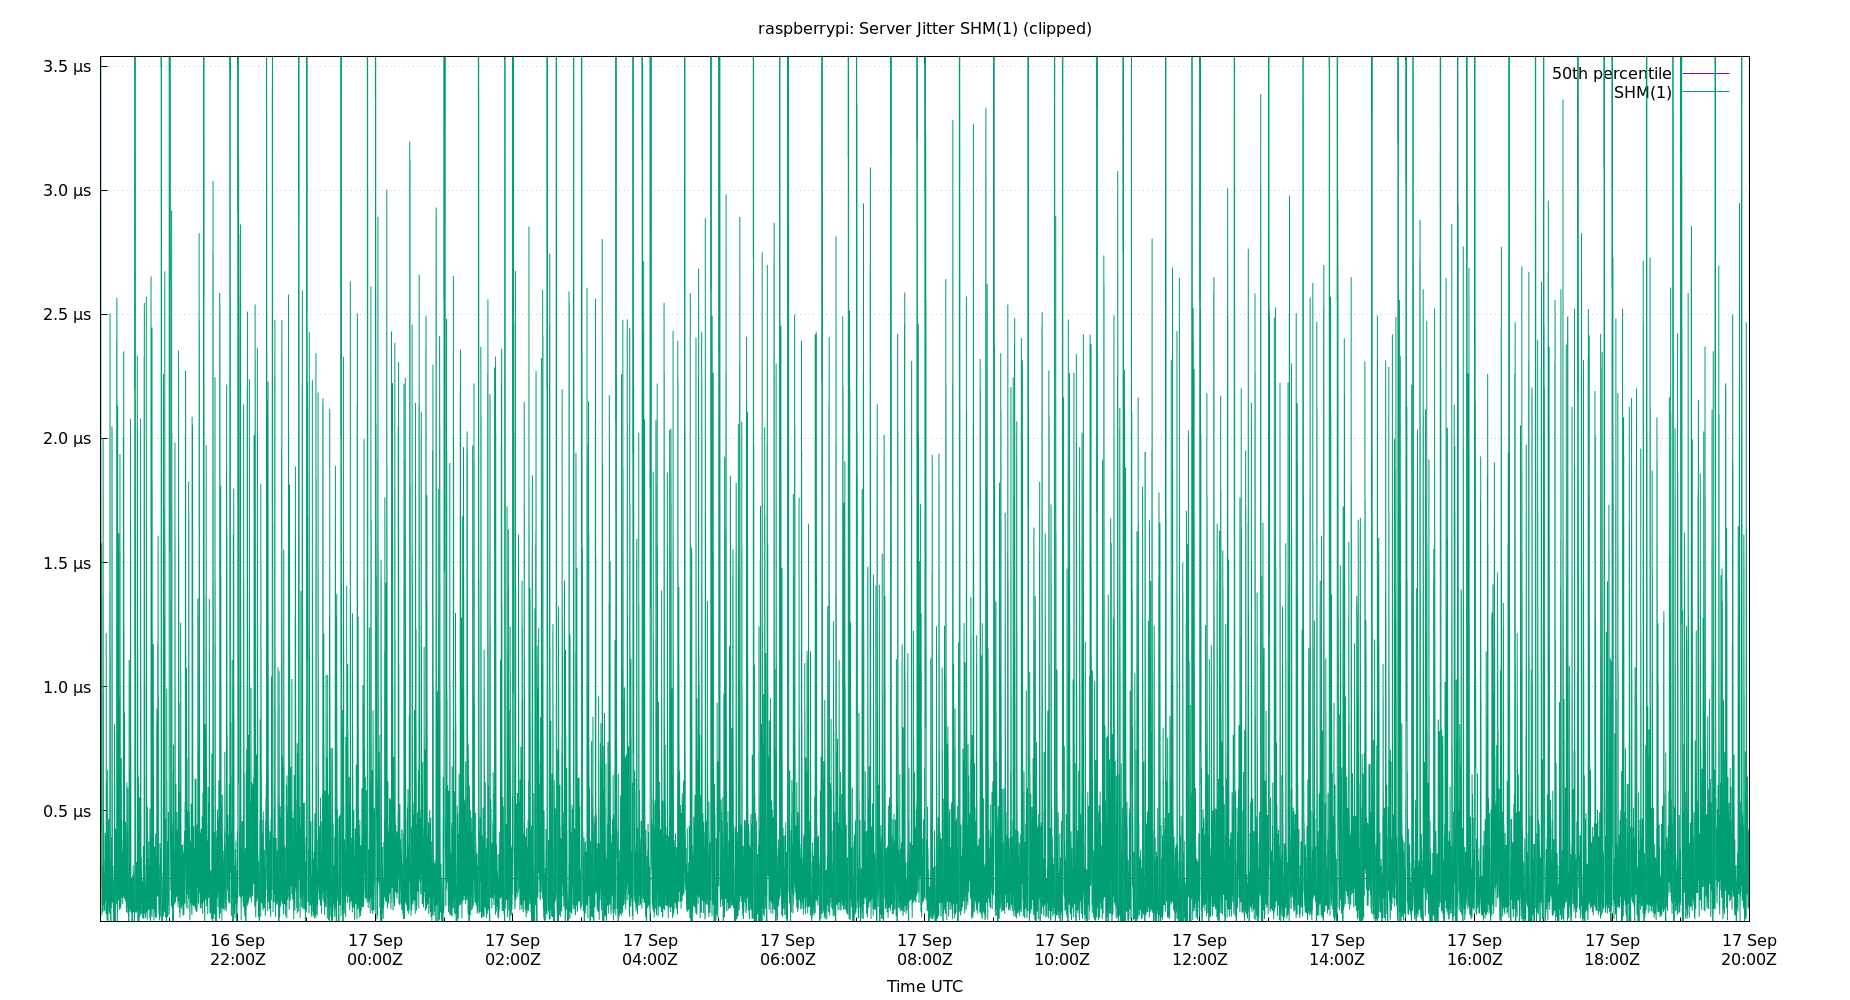 raspberrypi: Server Jitter SHM(1) (clipped)
3.5 µs
3.0 µs
2.5 µs
2.0 µs
1.5 µs
1.0 µs
0.5 µs
50th percentile
SHM(1)
16 Sep 17 Sep 17 Sep 17 Sep 17 Sep 17 Sep 17 Sep 17 Sep 17 Sep 17 Sep 17 Sep 17 Sep
22:00Z 00:00Z 02:00Z 04:00Z 06:00Z 08:00Z 10:00Z 12:00Z 14:00Z 16:00Z 18:00Z 20:00Z
Time UTC